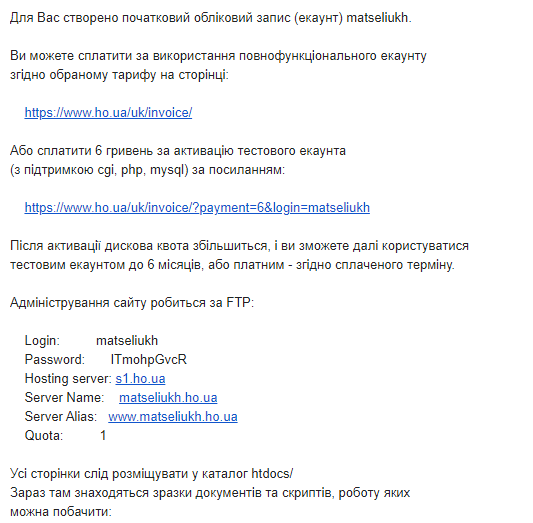 Для Вас створено початковий обліковий запис (екаунт) matseliukh.
Ви можете сплатити за використання повнофункціонального екаунту
згідно обраному тарифу на сторінці:
https://www.ho.ua/uk/invoice/
Або сплатити 6 гривень за активацію тестового екаунта
(з підтримкою cgi, php, mysql) за посиланням:
https://www.ho.ua/uk/invoice/?payment=6&login=matseliukh
Після активації дискова квота збільшиться, і ви зможете далі користуватися
тестовим екаунтом до 6 місяців, або платним - згідно сплаченого терміну.
Адміністрування сайту робиться за FTP:
Login: matseliukh
Password: lTmohpGvcR
Hosting server: s1.ho.ua
Server Name: matseliukh.ho.ua
Server Alias: www.matseliukh.ho.ua
Quota: 1
Усі сторінки слід розміщувати у каталог htdocs/
Зараз там знаходяться зразки документів та скриптів, роботу яких
можна побачити: